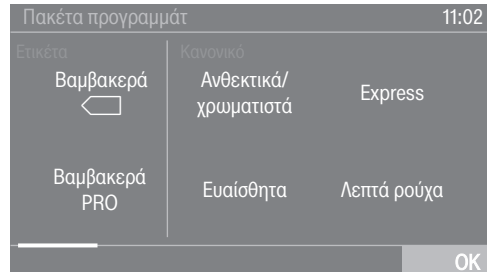 Πακέτα προγραμμάτ 11:02
Ετικέτα Κανονικό
Βαμβακερά
Ανθεκτικά/
χρωματιστά
Express
Βαμβακερά
PRO
Ευαίσθητα
Λεπτά ρούχα
OK